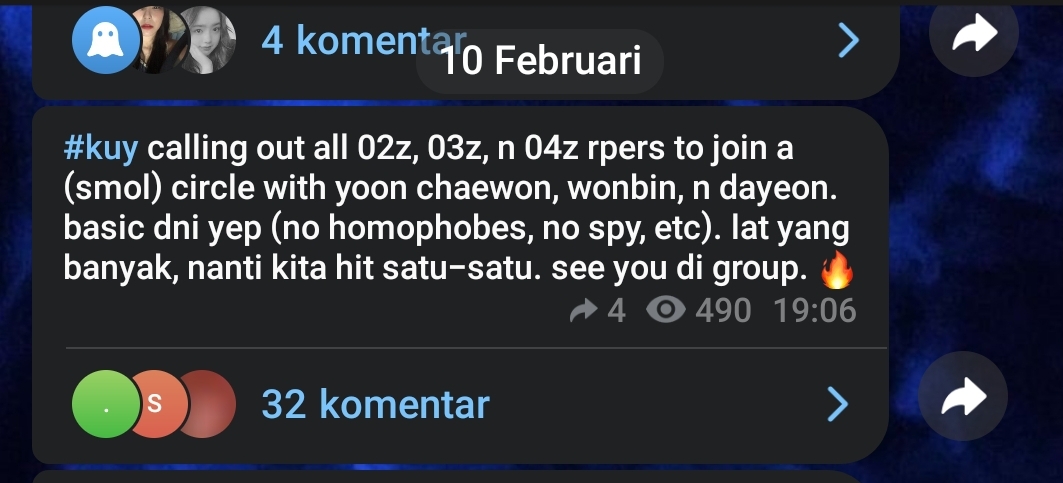 4 komentar
10 Februari
#kuy calling out all 02z, 03z, n 04z rpers to join a
(smol) circle with yoon chaewon, wonbin, n dayeon.
basic dni yep (no homophobes, no spy, etc). lat yang
banyak, nanti kita hit satu–satu. see you di group. 🔥
4 490 19:06
. S 32 komentar